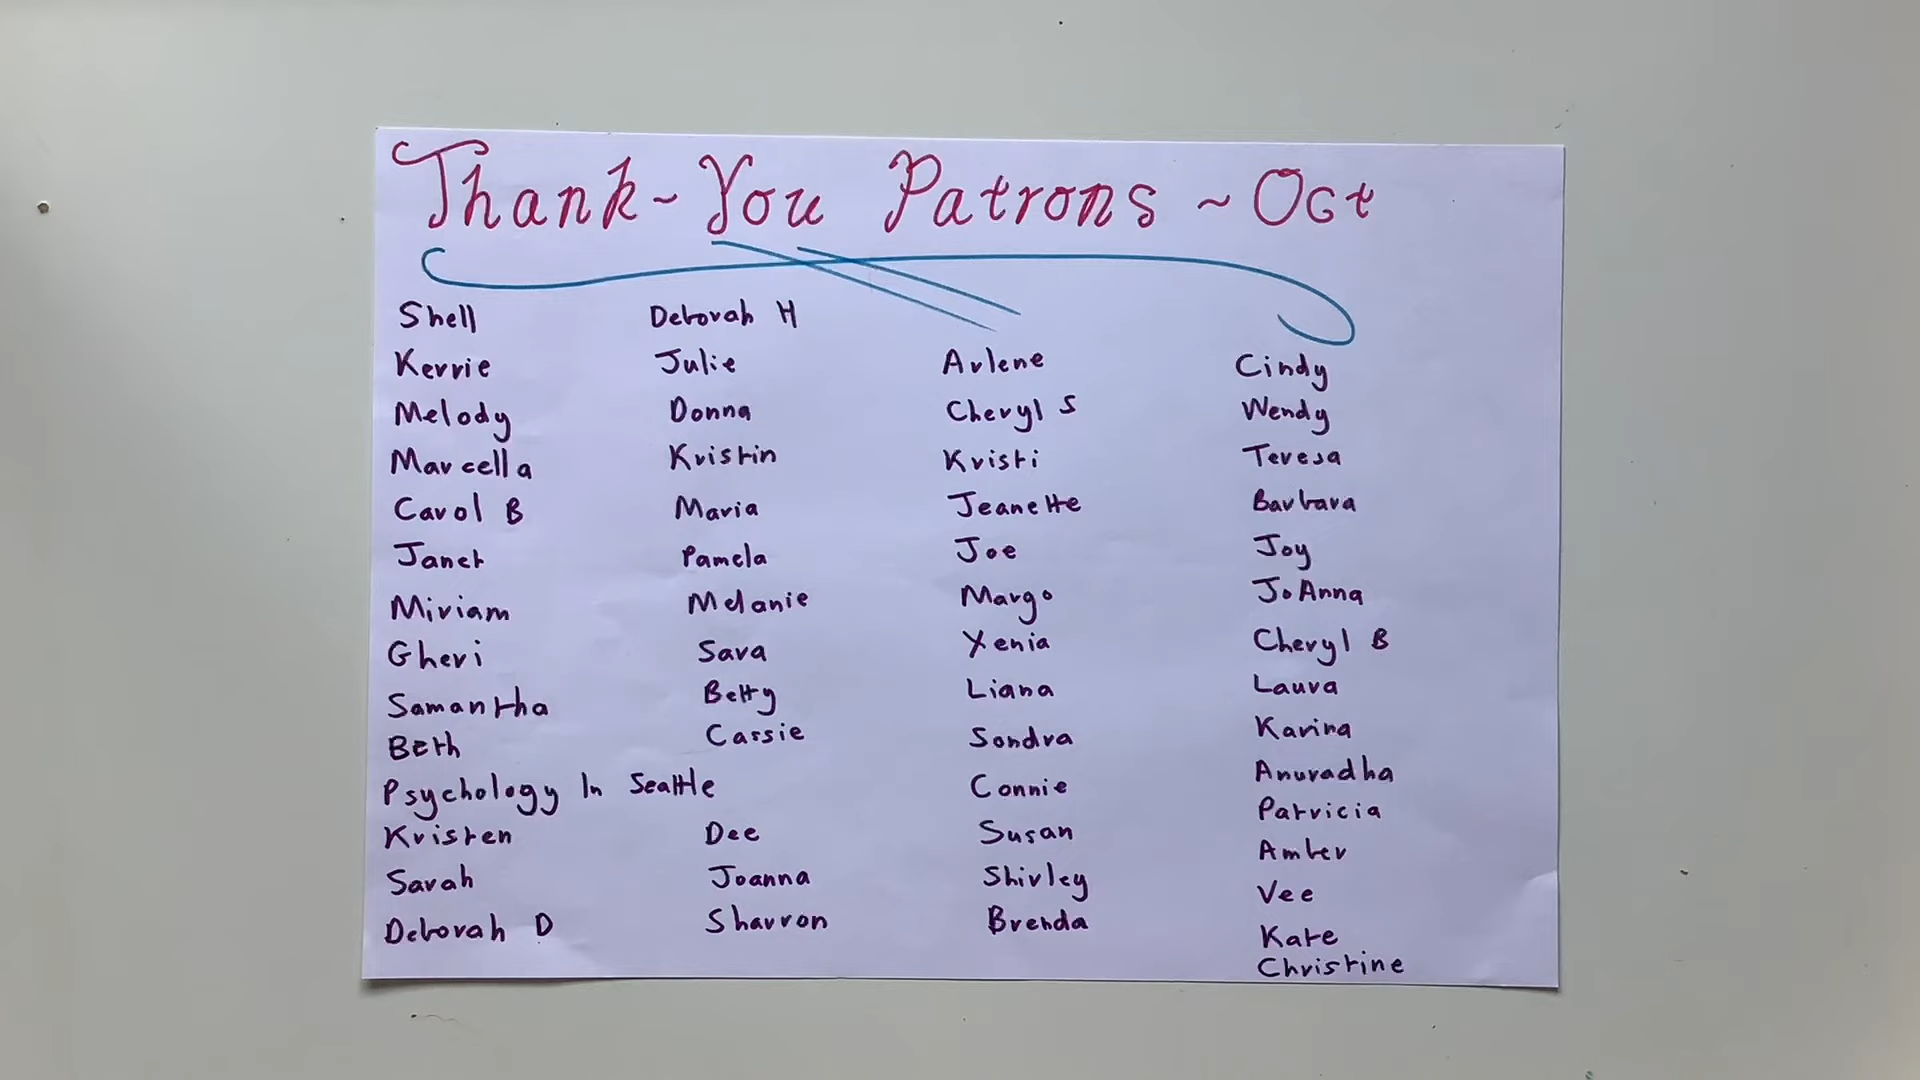 Thank-You Patrons ~ Oct
Shell
Kerrie
Melody
Marcella
Carol B
Janet
Miriam
Gheri
Samantha
Beth
Psychology In Seattle
Kristen
Sarah
Deborah D
Deborah H
Julie
Donna
Kristin
Maria
Pamela
Melanie
Sara
Betty
Cassie
Dee
Joanna
Sharron
Arlene
Cheryl S
Kristi
Jeanette
Joe
Margo
Xenia
Liana
Sondra
Connie
Susan
Shirley
Brenda
Cindy
Wendy
Teresa
Barbara
Joy
JoAnna
Cheryl B
Laura
Karina
Anuradha
Patricia
Amber
Vee
Kate
Christine